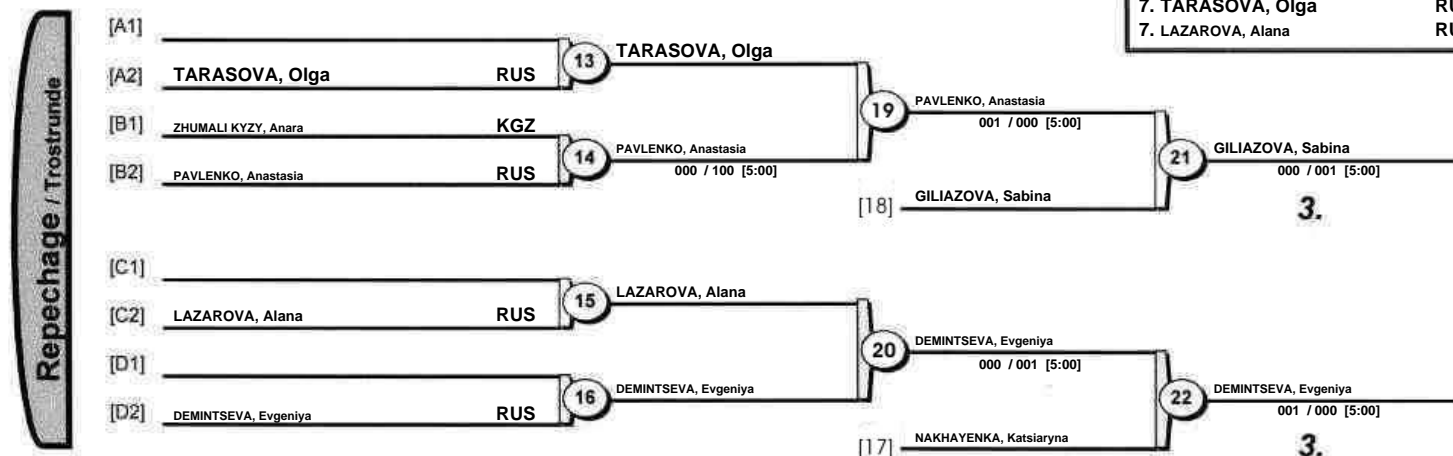 7. TARASOVA, Olga RU
7. LAZAROVA, Alana RU
Repechage / Trostrunde
[A1]
[A2] TARASOVA, Olga RUS
13 TARASOVA, Olga
[B1] ZHUMALI KYZY, Anara KGZ
[B2] PAVLENKO, Anastasia RUS
14 PAVLENKO, Anastasia
000 / 100 [5:00]
19 PAVLENKO, Anastasia
001 / 000 [5:00]
[18] GILIAZOVA, Sabina
21 GILIAZOVA, Sabina
000 / 001 [5:00]
3.
[C1]
[C2] LAZAROVA, Alana RUS
15 LAZAROVA, Alana
[D1]
[D2] DEMINTSEVA, Evgeniya RUS
16 DEMINTSEVA, Evgeniya
20 DEMINTSEVA, Evgeniya
000 / 001 [5:00]
[17] NAKHAYENKA, Katsiaryna
22 DEMINTSEVA, Evgeniya
001 / 000 [5:00]
3.